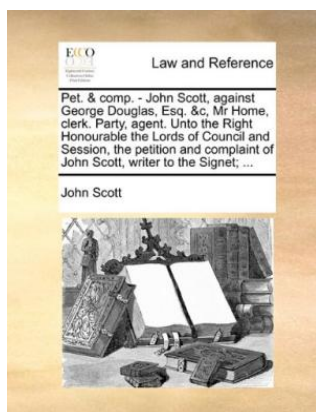 ECCO
Law and Reference
Pet. & comp. - John Scott, against
George Douglas, Esq. &c, Mr Home,
clerk. Party, agent. Unto the Right
Honourable the Lords of Council and
Session, the petition and complaint of
John Scott, writer to the Signet; ...
John Scott